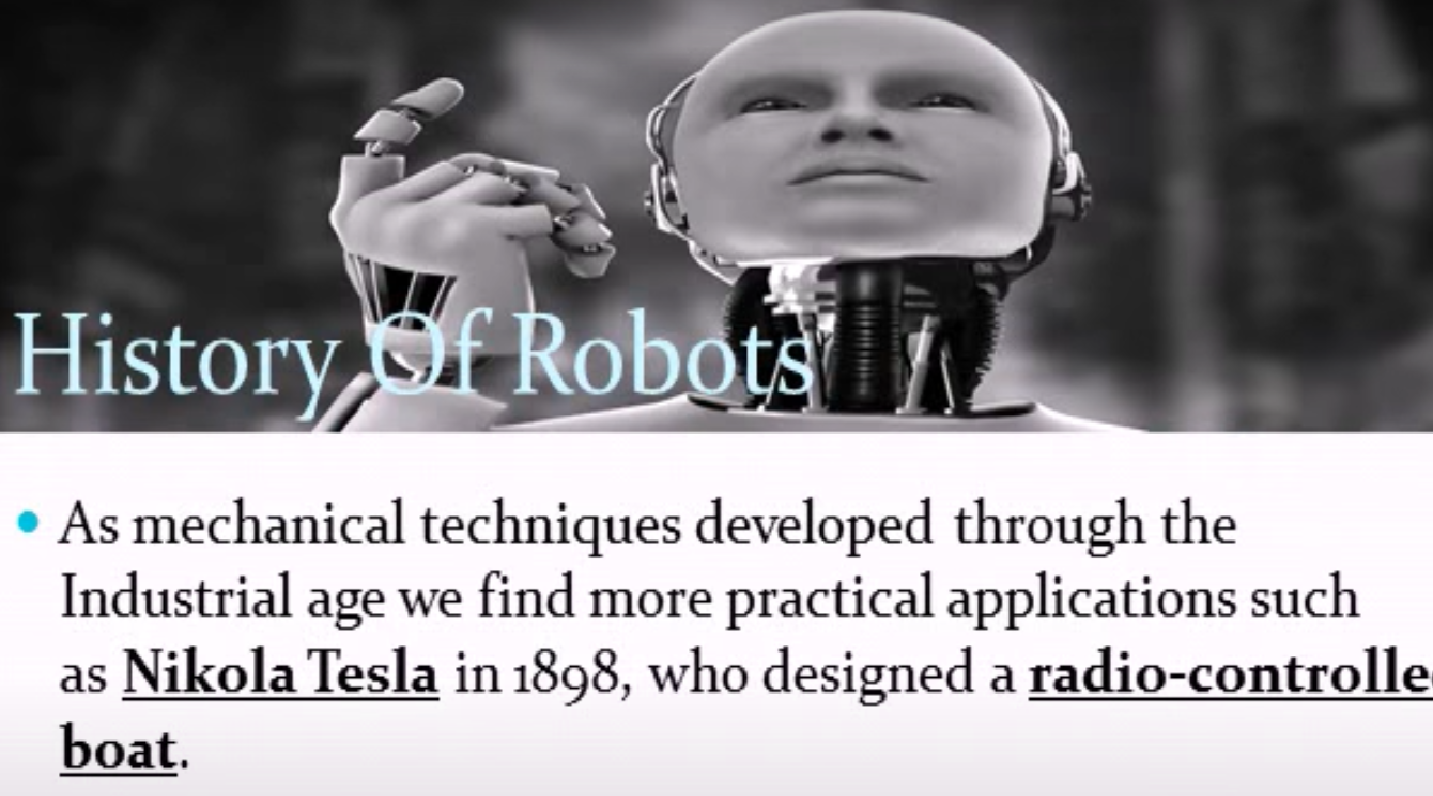 History Of Robots
• As mechanical techniques developed through the
Industrial age we find more practical applications such
as Nikola Tesla in 1898, who designed a radio-controlle
boat.